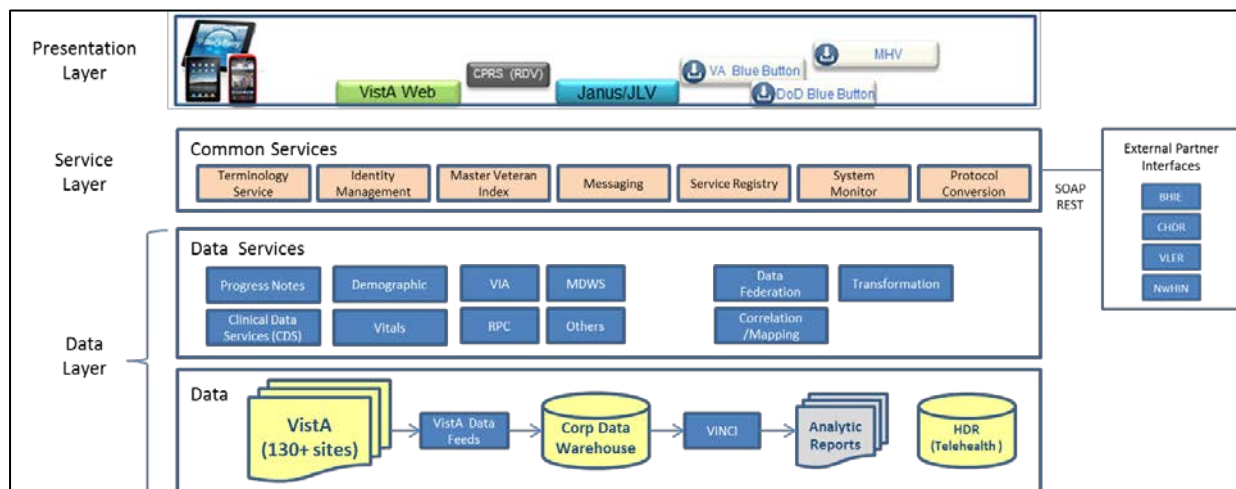 Presentation
Layer
VistA Web
CPRS (RDV)
Janus/JLV
VA Blue Button
MHV
DoD Blue Button
Service
Layer
Common Services
Terminology
Service
Identity
Management
Master Veteran
Index
Messaging
Service Registry
System
Monitor
Protocol
Conversion
SOAP
REST
External Partner
Interfaces
BHIE
CHDR
VLER
NwHIN
Data
Layer
Data Services
Progress Notes
Demographic
VIA
MDWS
Data
Federation
Transformation
Clinical Data
Services (CDS)
Vitals
RPC
Others
Correlation
/Mapping
Data
VistA
(130+ sites)
VistA Data
Feeds
Corp Data
Warehouse
VINCI
Analytic
Reports
HDR
(Telehealth )